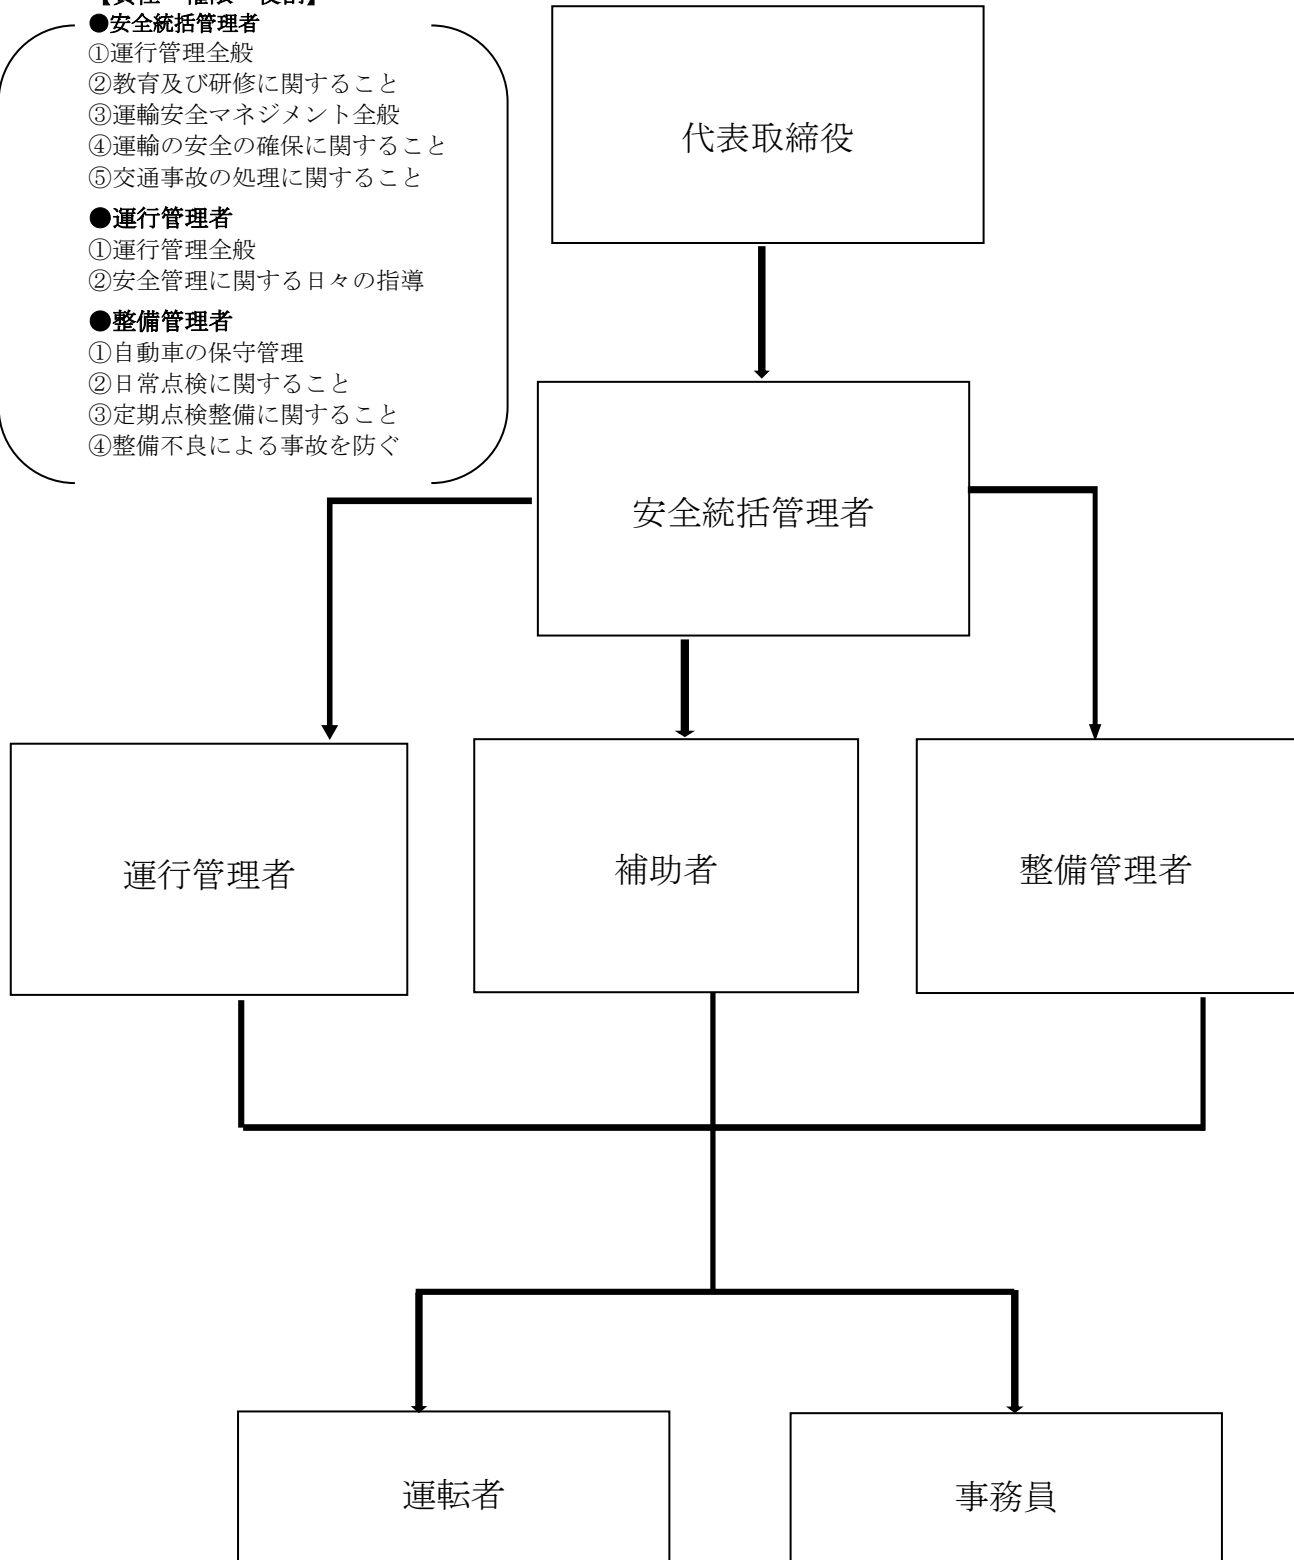 ●安全統括管理者
①運行管理全般
②教育及び研修に関すること
③運輸安全マネジメント全般
④運輸の安全の確保に関すること
⑤交通事故の処理に関すること
●運行管理者
①運行管理全般
②安全管理に関する日々の指導
●整備管理者
①自動車の保守管理
②日常点検に関すること
③定期点検整備に関すること
④整備不良による事故を防ぐ
代表取締役
安全統括管理者
運行管理者
補助者
整備管理者
運転者
事務員